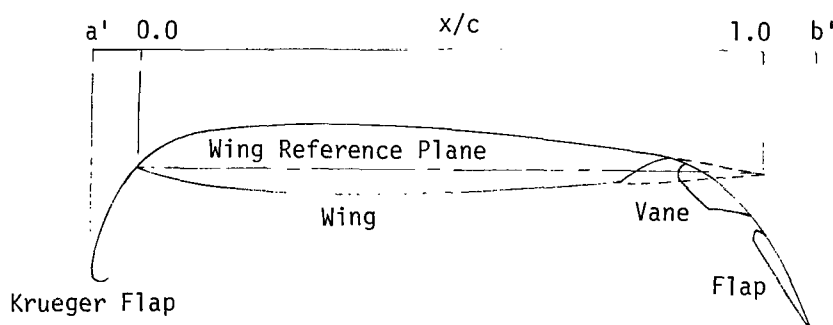 a' 0.0 x/c 1.0 b'
Wing Reference Plane
Wing
Vane
Flap
Krueger Flap